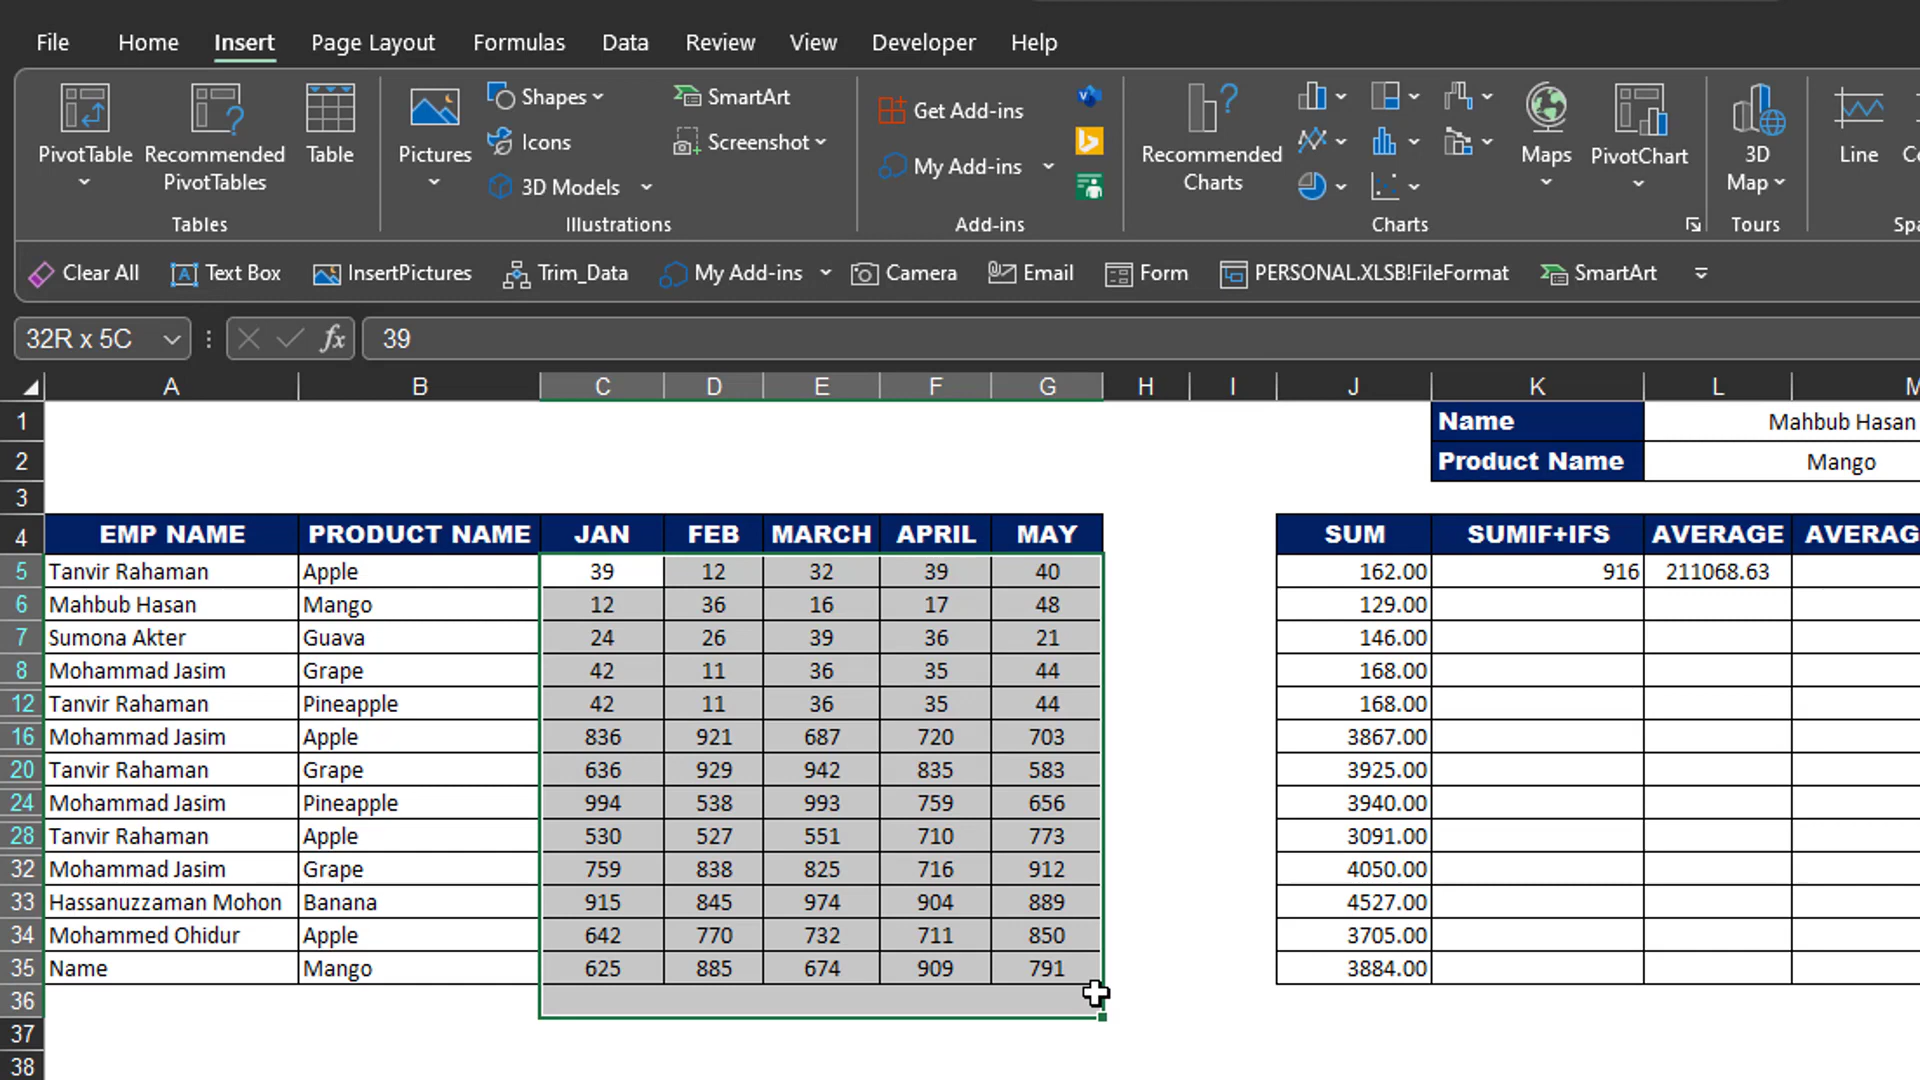 File Home Insert Page Layout Formulas Data Review View Developer Help
PivotTable Recommended PivotTables Table
Tables
Pictures Shapes Icons 3D Models SmartArt Screenshot
Illustrations
Get Add-ins
My Add-ins
Add-ins
Recommended Charts
Maps PivotChart
Charts
3D Map
Tours
Line
Clear All Text Box InsertPictures Trim_Data My Add-ins Camera Email Form PERSONAL.XLSB!FileFormat SmartArt
32R x 5C fx 39
A B C D E F G H I J K L
1 Name Mahbub Hasan
2 Product Name Mango
3
4 EMP NAME PRODUCT NAME JAN FEB MARCH APRIL MAY SUM SUMIF+IFS AVERAGE
5 Tanvir Rahaman Apple 39 12 32 39 40 162.00 916 211068.63
6 Mahbub Hasan Mango 12 36 16 17 48 129.00
7 Sumona Akter Guava 24 26 39 36 21 146.00
8 Mohammad Jasim Grape 42 11 36 35 44 168.00
12 Tanvir Rahaman Pineapple 42 11 36 35 44 168.00
16 Mohammad Jasim Apple 836 921 687 720 703 3867.00
20 Tanvir Rahaman Grape 636 929 942 835 583 3925.00
24 Mohammad Jasim Pineapple 994 538 993 759 656 3940.00
28 Tanvir Rahaman Apple 530 527 551 710 773 3091.00
32 Mohammad Jasim Grape 759 838 825 716 912 4050.00
33 Hassanuzzaman Mohon Banana 915 845 974 904 889 4527.00
34 Mohammed Ohidur Apple 642 770 732 711 850 3705.00
35 Name Mango 625 885 674 909 791 3884.00
36
37
38